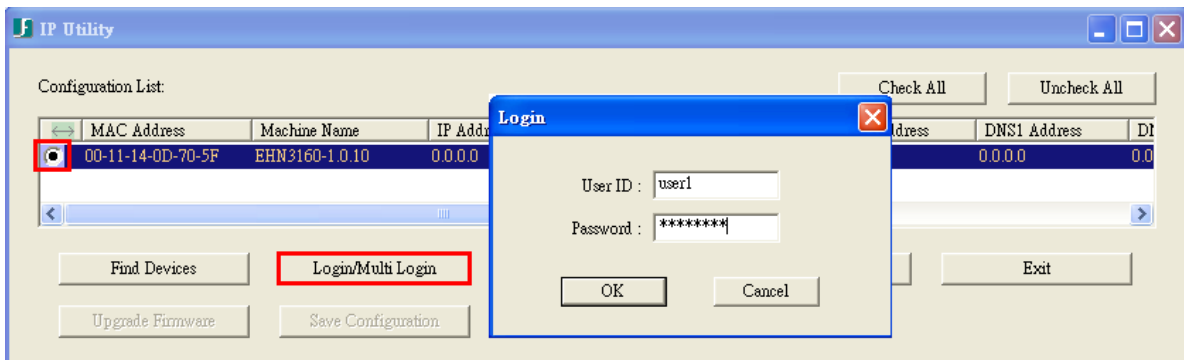 IP Utility
Configuration List:
Check All
Uncheck All
MAC Address
Machine Name
IP Addr
ddress
DNS1 Address
00-11-14-0D-70-5F
EHN3160-1.0.10
0.0.0.0
0.0.0.0
0.0
Login
User ID :
user1
Password :
********
OK
Cancel
Find Devices
Login/Multi Login
Exit
Upgrade Firmware
Save Configuration